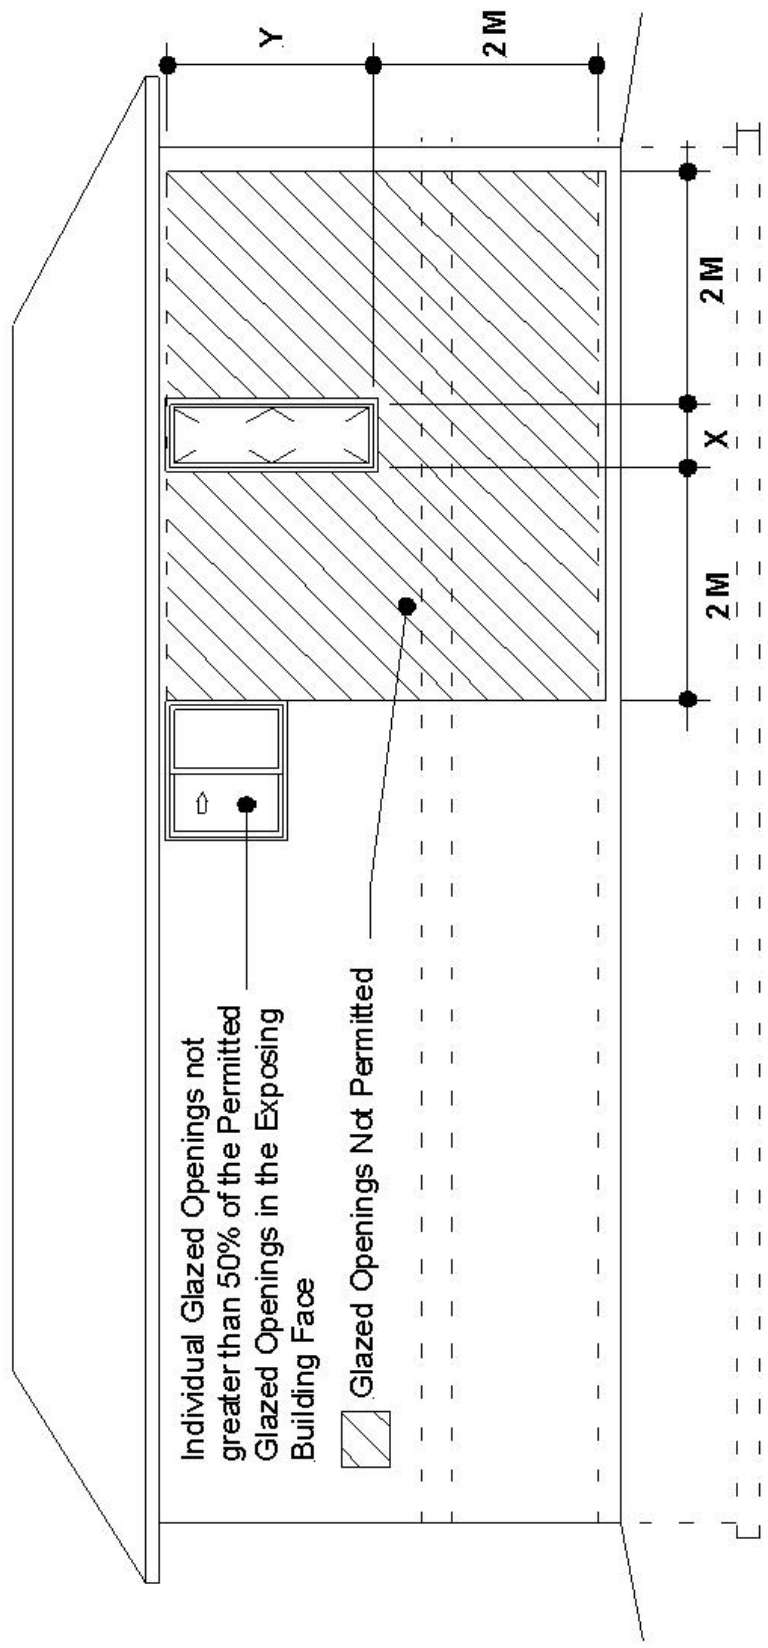 Individual Glazed Openings not
greater than 50% of the Permitted
Glazed Openings in the Exposing
Building Face
Glazed Openings Not Permitted
2 M
X
2 M
2 M
Y